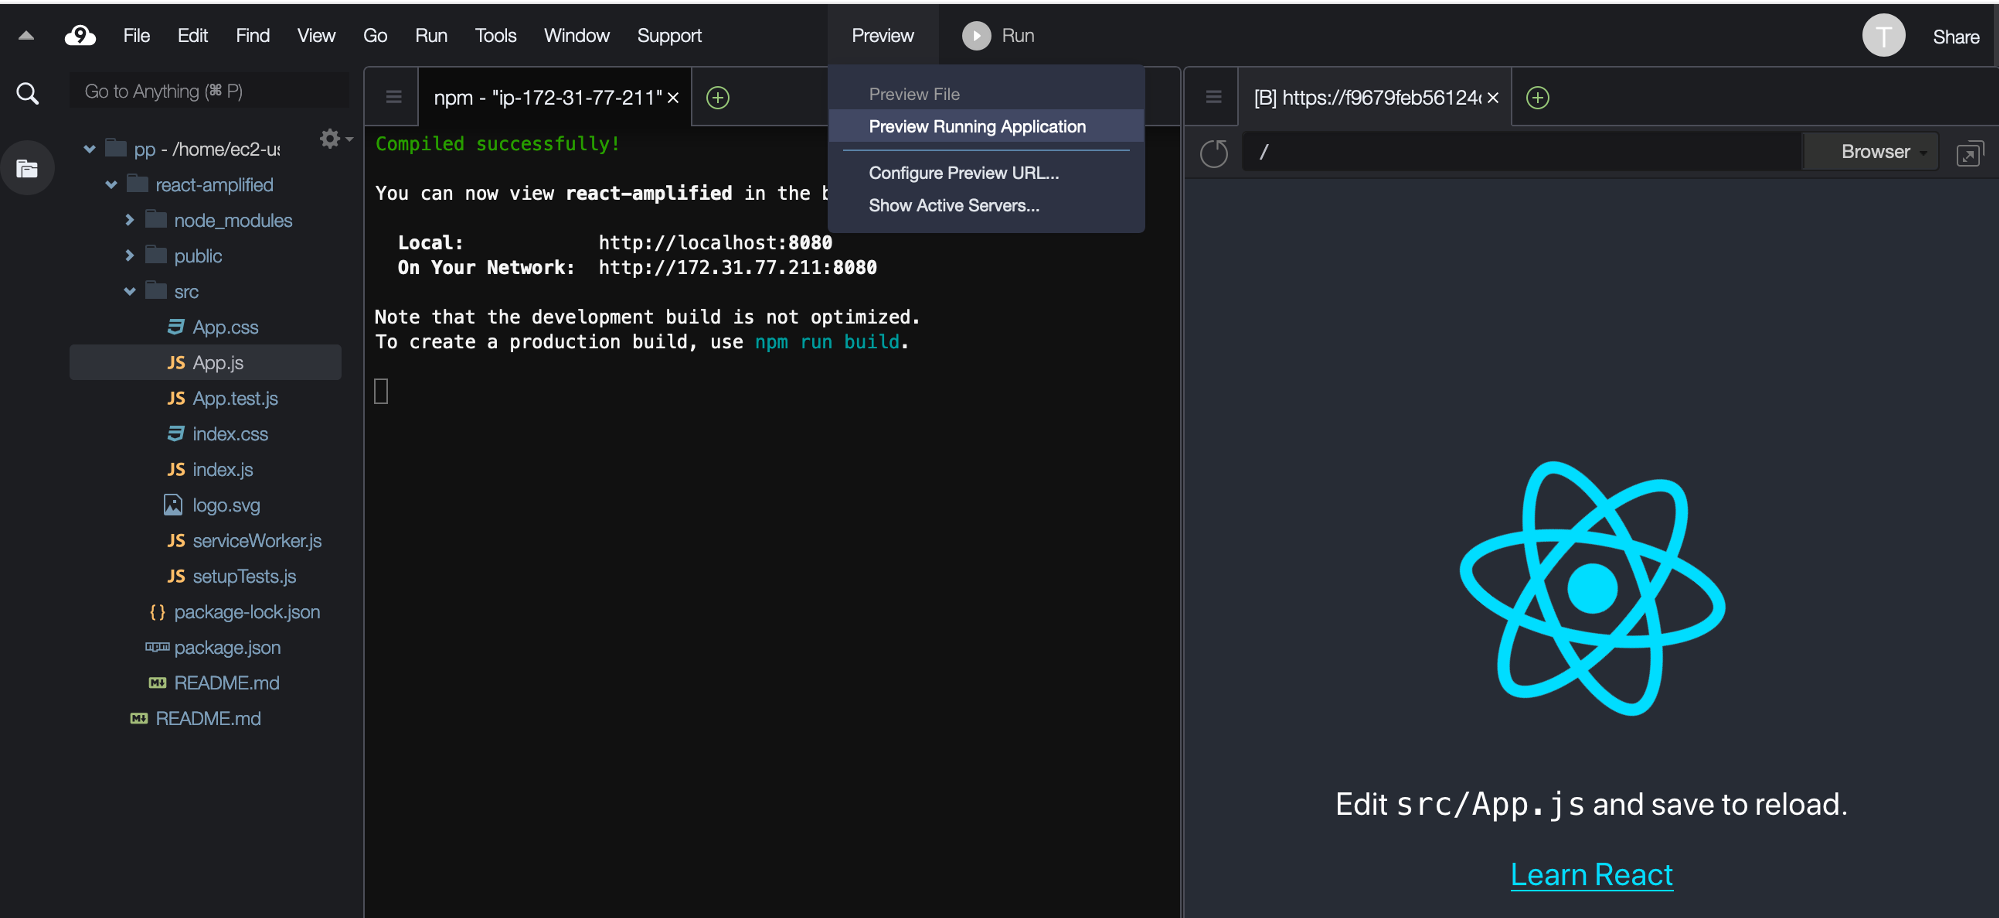 9 File Edit Find View Go Run Tools Window Support Preview Run T Share
Go to Anything (⌘ P)
npm - "ip-172-31-77-211" ×
[B] https://f9679feb56124 ×
Preview File
Preview Running Application
Configure Preview URL...
Show Active Servers...
pp - /home/ec2-us
react-amplified
node_modules
public
src
App.css
JS App.js
JS App.test.js
index.css
JS index.js
logo.svg
JS serviceWorker.js
JS setupTests.js
{} package-lock.json
npm package.json
M↓ README.md
M↓ README.md
Compiled successfully!
You can now view react-amplified in the b
Local: http://localhost:8080
On Your Network: http://172.31.77.211:8080
Note that the development build is not optimized.
To create a production build, use npm run build.
/ Browser
Edit src/App.js and save to reload.
Learn React